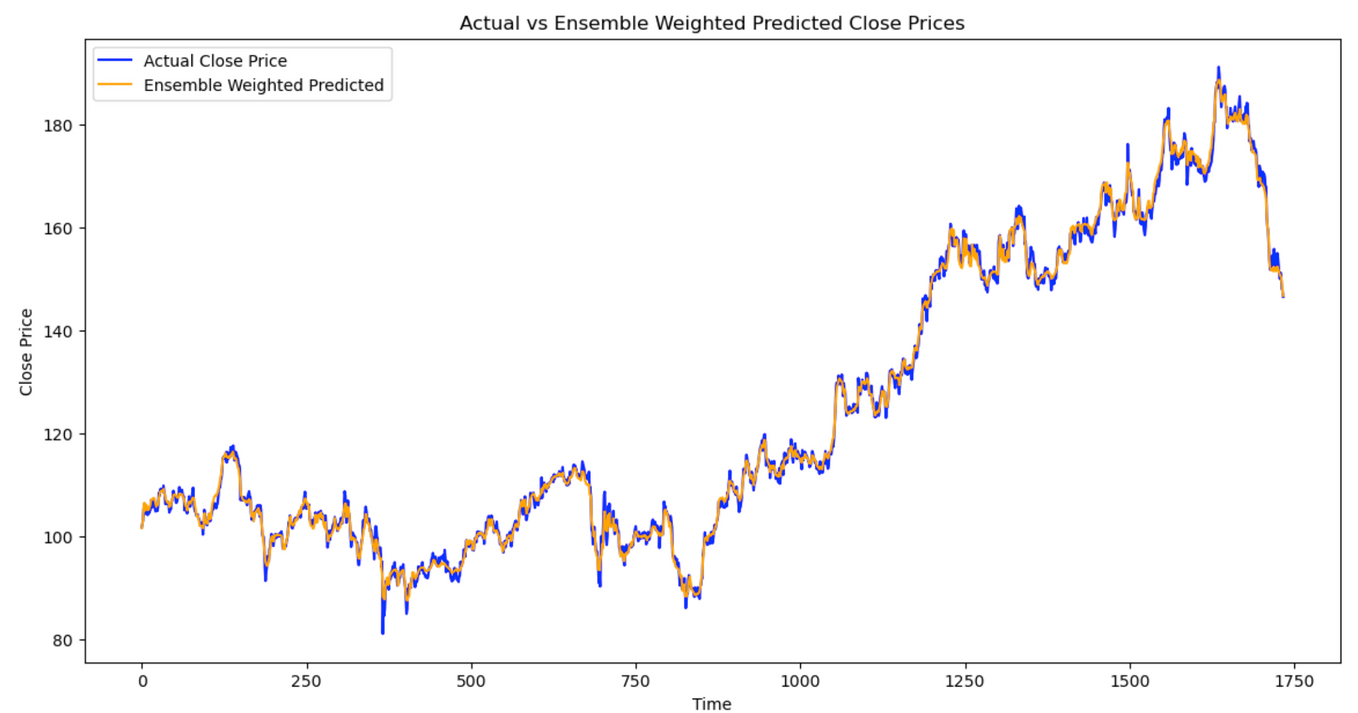 Actual vs Ensemble Weighted Predicted Close Prices
Actual Close Price
Ensemble Weighted Predicted
Close Price
180
160
140
120
100
80
0 250 500 750 1000 1250 1500 1750
Time